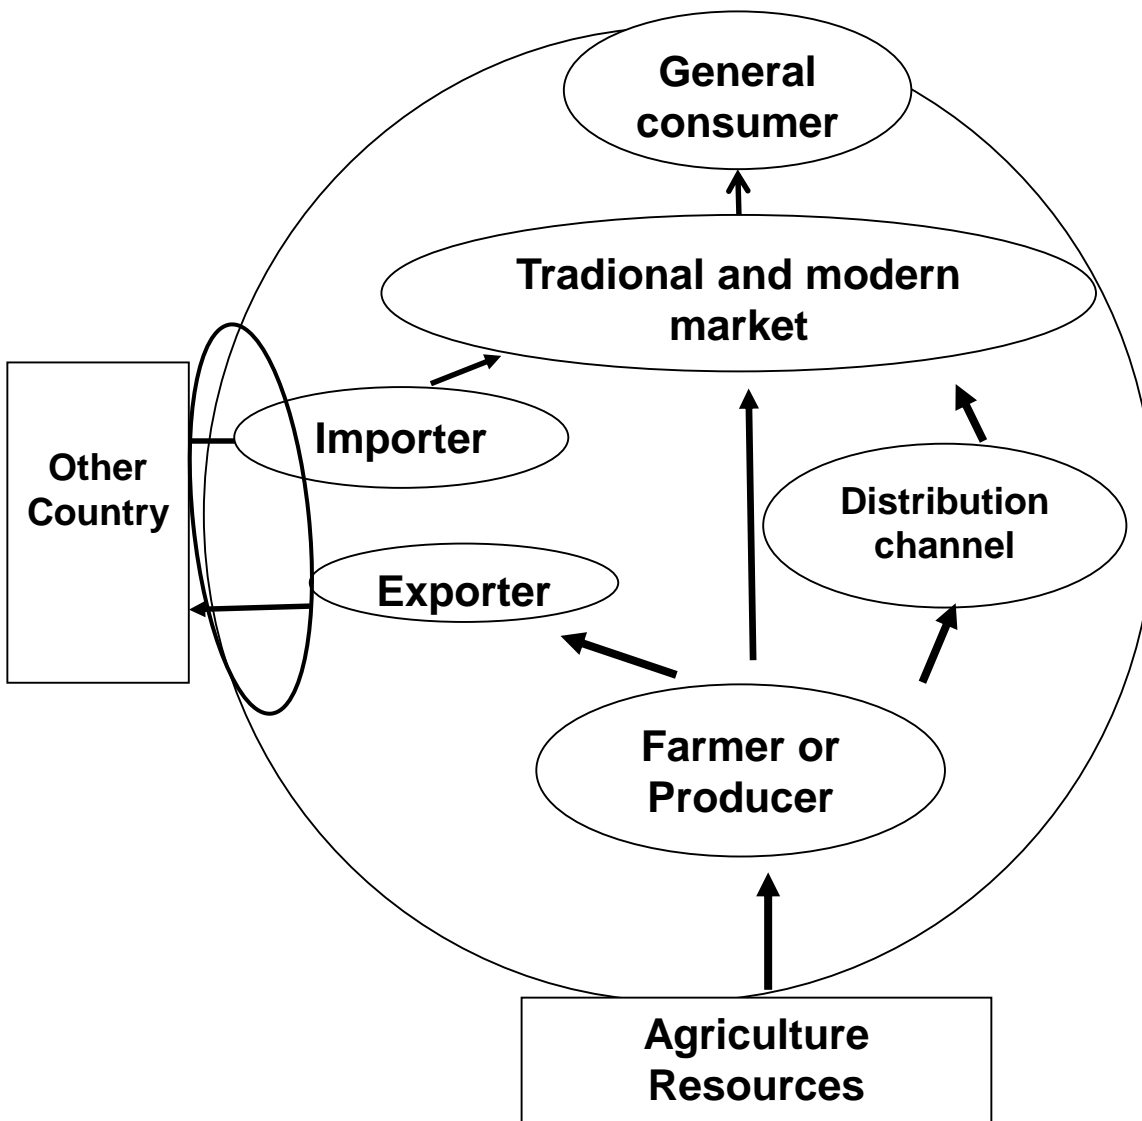 General
consumer
Tradional and modern
market
Importer
Other
Country
Distribution
channel
Exporter
Farmer or
Producer
Agriculture
Resources